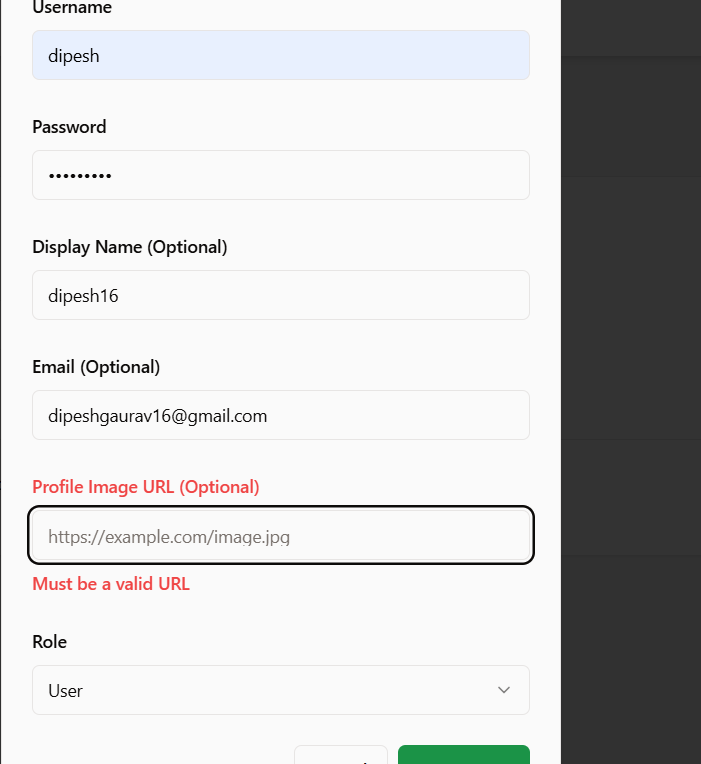 Username
dipesh
Password
•••••••••
Display Name (Optional)
dipesh16
Email (Optional)
dipeshgaurav16@gmail.com
Profile Image URL (Optional)
https://example.com/image.jpg
Must be a valid URL
Role
User